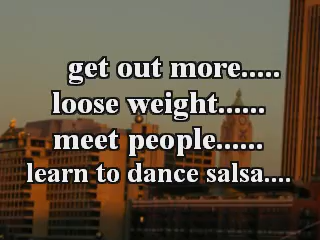 get out more.....
loose weight......
meet people......
learn to dance salsa....